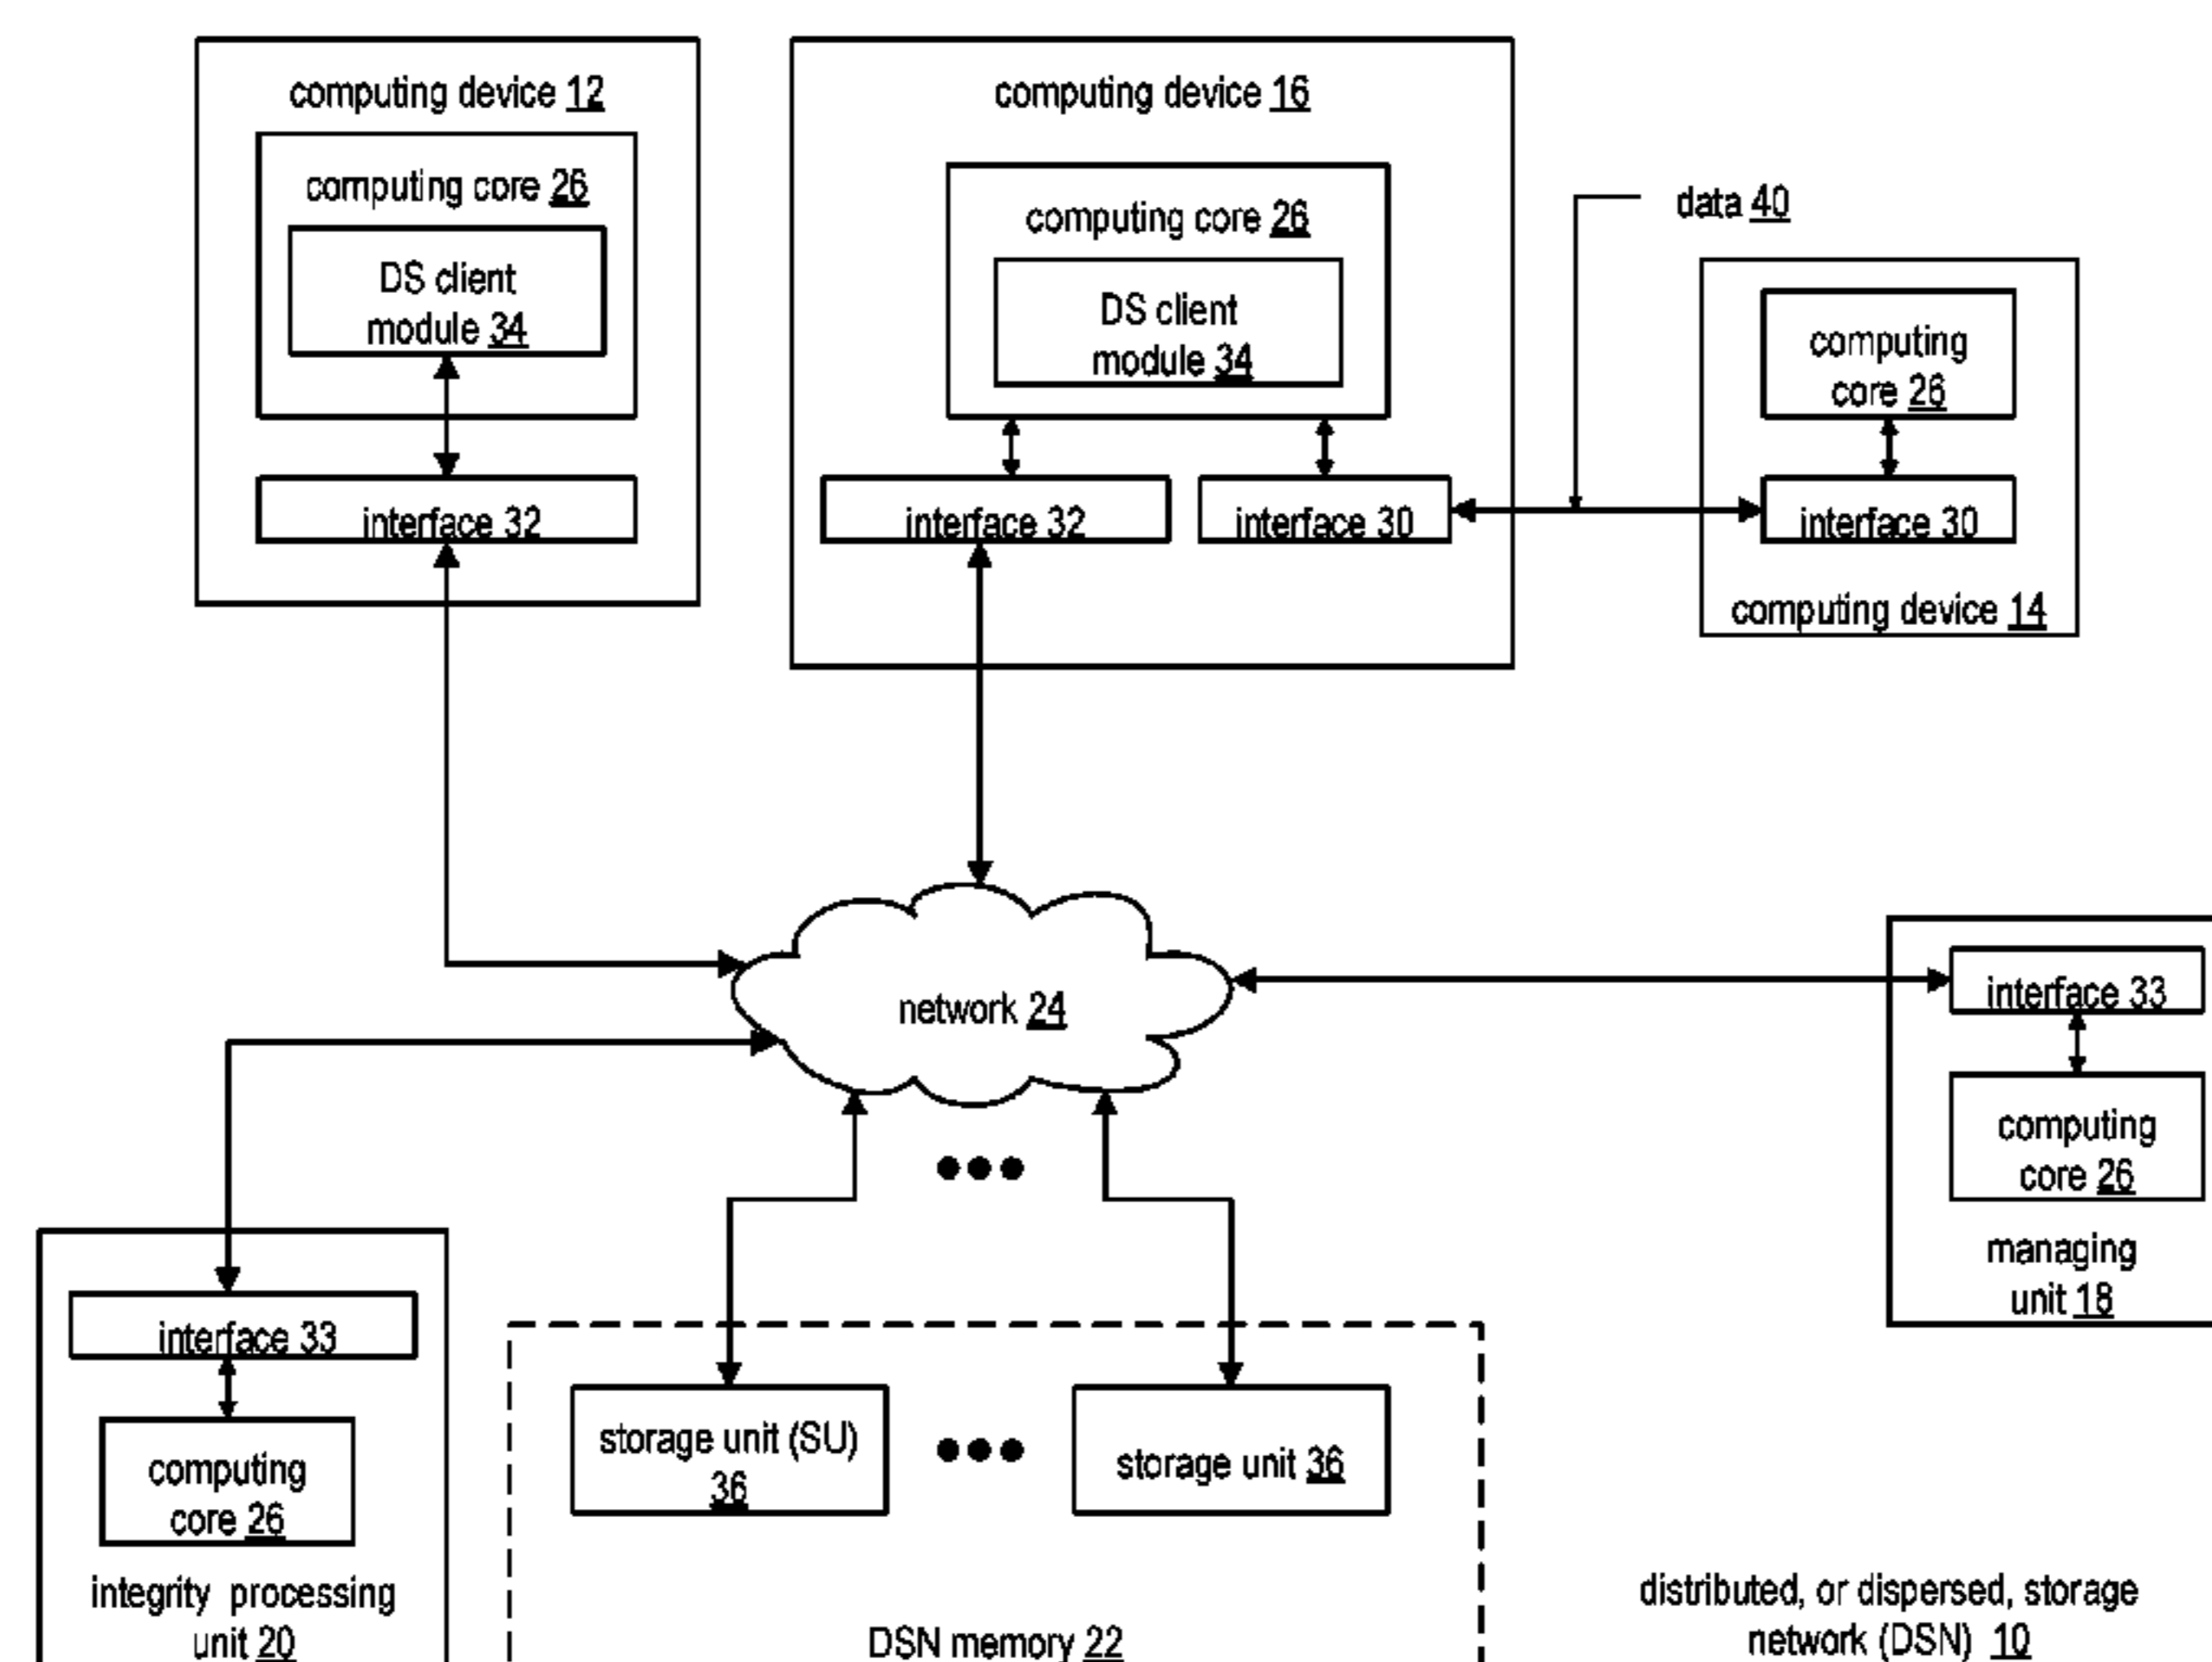 computing device 12
computing core 26
DS client
module 34
interface 32
computing device 16
computing core 26
DS client
module 34
interface 32
interface 30
data 40
computing
core 26
interface 30
computing device 14
network 24
interface 33
computing
core 26
managing
unit 18
interface 33
computing
core 26
integrity processing
unit 20
storage unit (SU)
36
storage unit 36
DSN memory 22
distributed, or dispersed, storage
network (DSN) 10